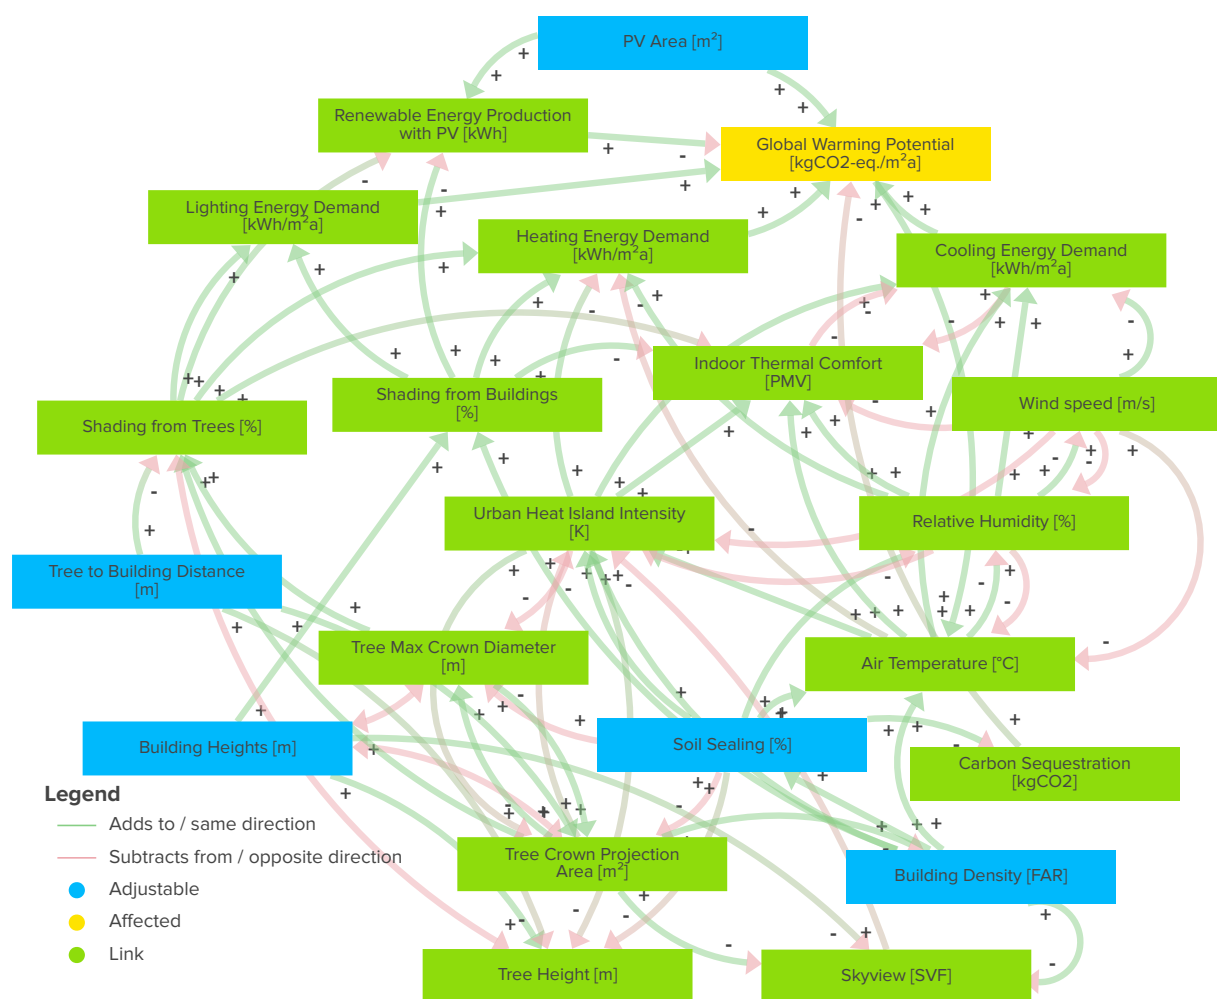 PV Area [m²]
Renewable Energy Production
with PV [kWh]
Global Warming Potential
[kgCO2-eq./m²a]
Lighting Energy Demand
[kWh/m²a]
Heating Energy Demand
[kWh/m²a]
Cooling Energy Demand
[kWh/m²a]
Indoor Thermal Comfort
[PMV]
Shading from Buildings
[%]
Wind speed [m/s]
Shading from Trees [%]
Urban Heat Island Intensity
[K]
Relative Humidity [%]
Tree to Building Distance
[m]
Tree Max Crown Diameter
[m]
Air Temperature [°C]
Building Heights [m]
Soil Sealing [%]
Carbon Sequestration
[kgCO2]
Legend
Adds to / same direction
Subtracts from / opposite direction
Adjustable
Affected
Link
Tree Crown Projection
Area [m²]
Building Density [FAR]
Tree Height [m]
Skyview [SVF]